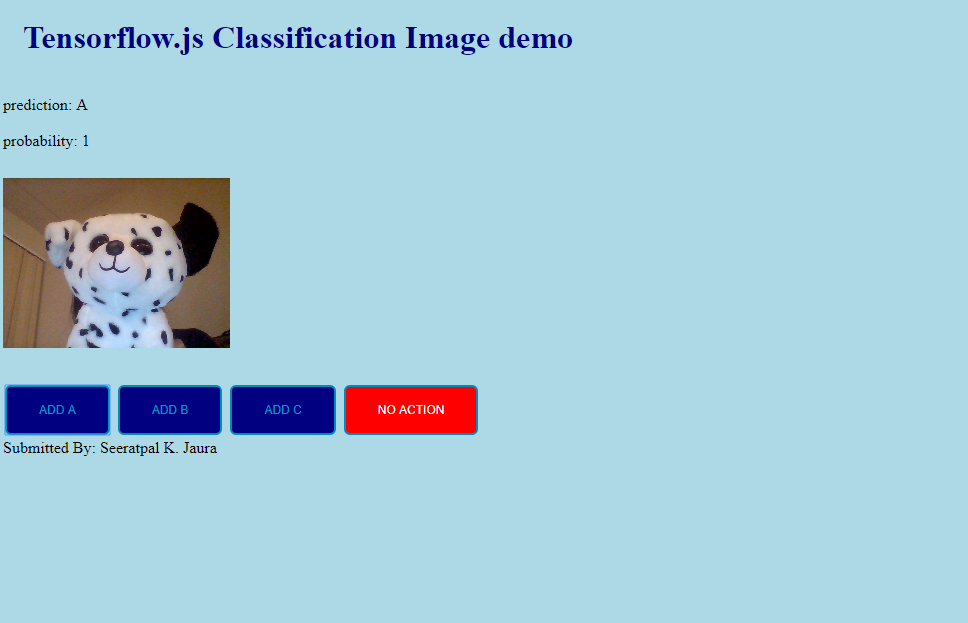 Tensorflow.js Classification Image demo
prediction: A
probability: 1
ADD A ADD B ADD C NO ACTION
Submitted By: Seeratpal K. Jaura